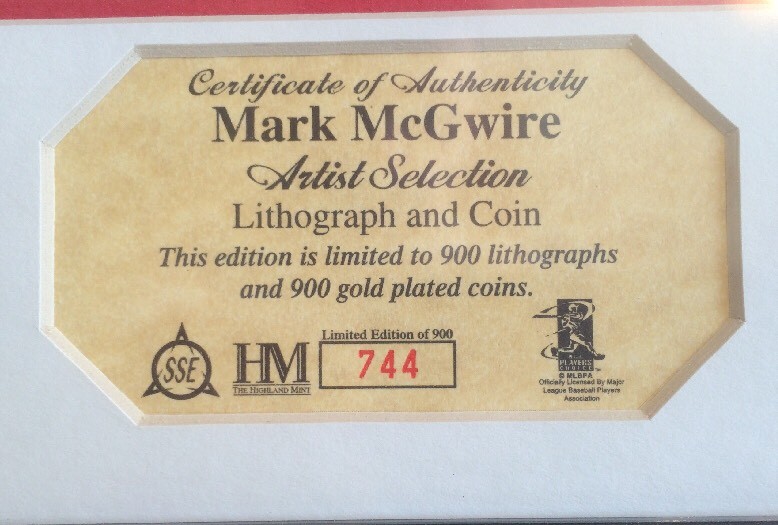 Certificate of Authenticity
Mark McGwire
Artist Selection
Lithograph and Coin
This edition is limited to 900 lithographs
and 900 gold plated coins.
SSE
HM
THE HIGHLAND MINT
Limited Edition of 900
744
PLAYERS
CHOICE
© MLBPA
Officially Licensed By Major
League Baseball Players
Association